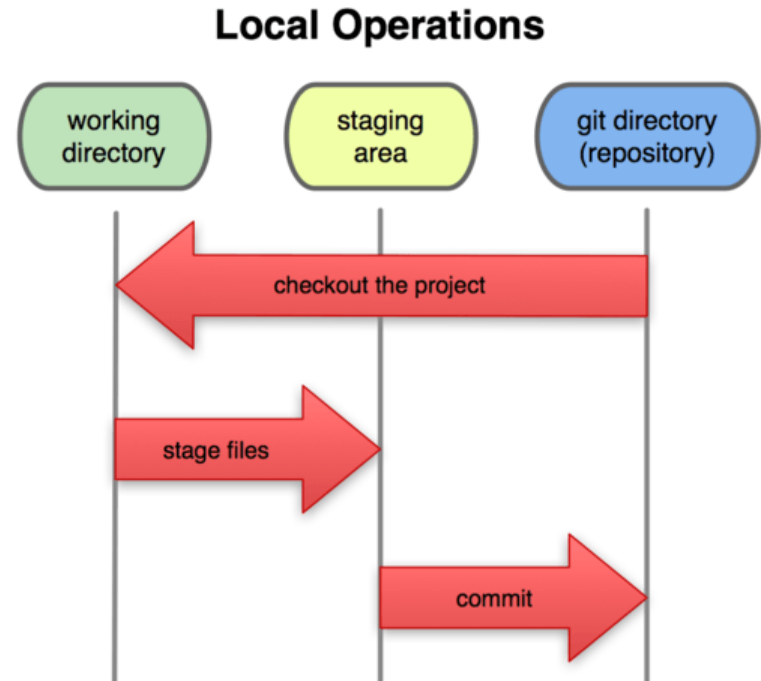 Local Operations
working
directory
staging
area
git directory
(repository)
checkout the project
stage files
commit